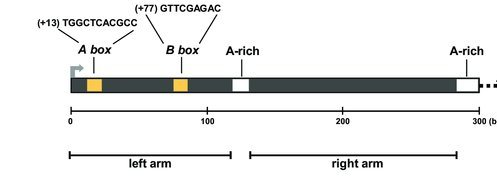 (+13) TGGCTCACGCC
(+77) GTTCGAGAC
A box
B box
A-rich
A-rich
0
100
200
300 (b
left arm
right arm